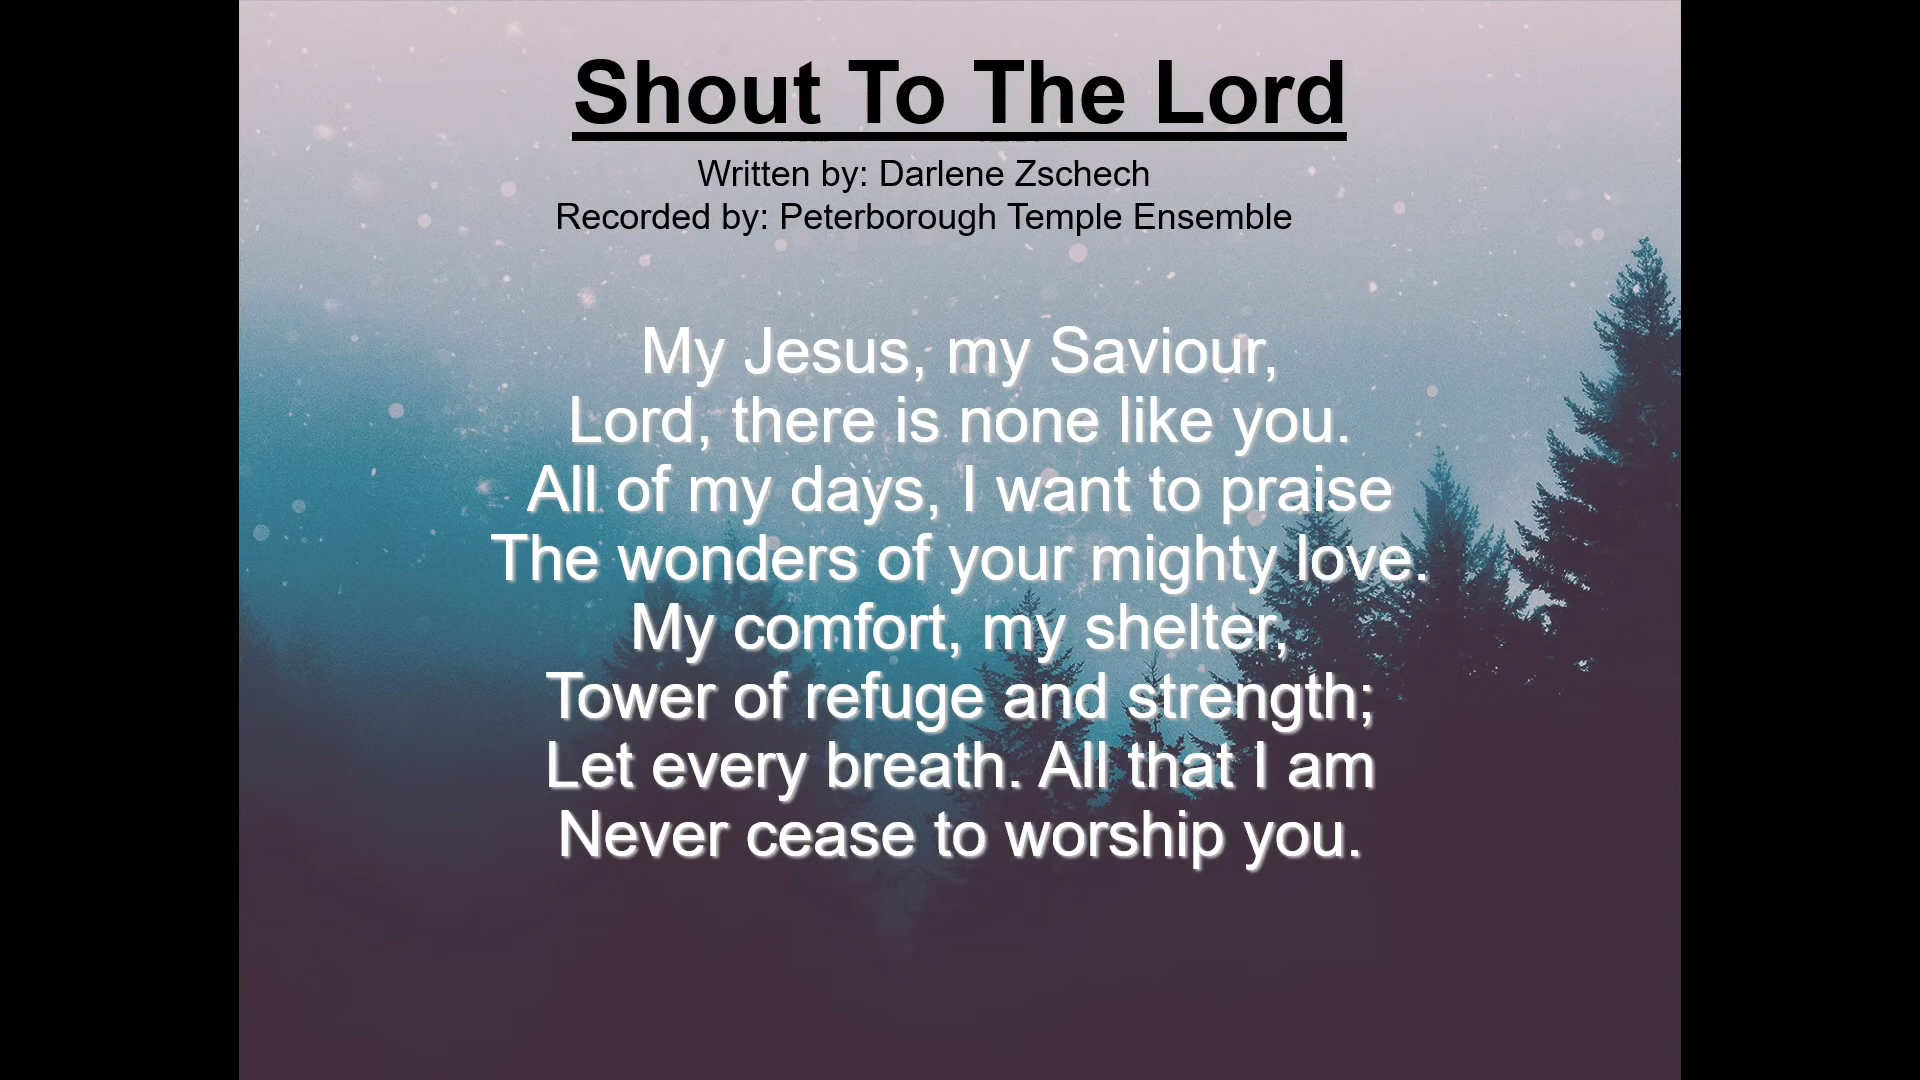 Shout To The Lord
Written by: Darlene Zschech
Recorded by: Peterborough Temple Ensemble
My Jesus, my Saviour,
Lord, there is none like you.
All of my days, I want to praise
The wonders of your mighty love.
My comfort, my shelter,
Tower of refuge and strength;
Let every breath. All that I am
Never cease to worship you.